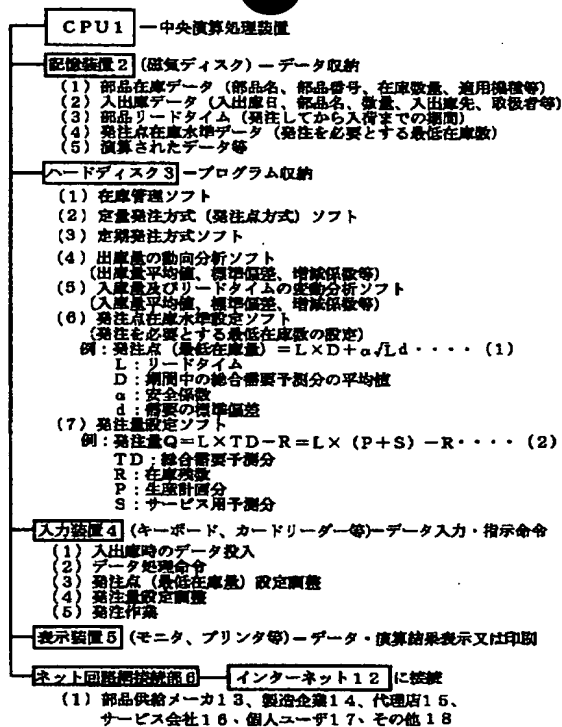 CPU1 ―中央演算処理装置
記憶装置2 (磁気ディスク) ―データ収納
(1) 部品在庫データ (部品名、部品番号、在庫数量、適用機種等)
(2) 入出庫データ (入出庫日、部品名、数量、入出庫先、取扱者等)
(3) 部品リードタイム (発注してから入荷までの期間)
(4) 発注点在庫水準データ (発注を必要とする最低在庫数)
(5) 演算されたデータ等
ハードディスク3 ―プログラム収納
(1) 在庫管理ソフト
(2) 定量発注方式 (発注点方式) ソフト
(3) 定期発注方式ソフト
(4) 出庫量の動向分析ソフト
(出庫量平均値、標準偏差、増減係数等)
(5) 入庫量及びリードタイムの変動分析ソフト
(入庫量平均値、標準偏差、増減係数等)
(6) 発注点在庫水準設定ソフト
(発注を必要とする最低在庫数の設定)
例:発注点 (最低在庫量) =L×D+α√Ld・・・・ (1)
L:リードタイム
D:期間中の総合需要予測分の平均値
α:安全係数
d:需要の標準偏差
(7) 発注量設定ソフト
例:発注量Q=L×TD-R=L× (P+S) -R・・・・ (2)
TD:総合需要予測分
R:在庫残数
P:生産計画分
S:サービス用予測分
入力装置4 (キーボード、カードリーダー等)―データ入力・指示命令
(1) 入出庫時のデータ投入
(2) データ処理命令
(3) 発注点 (最低在庫量) 設定調整
(4) 発注量設定調整
(5) 発注作業
表示装置5 (モニタ、プリンタ等)―データ・演算結果表示又は印刷
ネット回路網接続部6 インターネット12 に接続
(1) 部品供給メーカ13、製造企業14、代理店15、
サービス会社16、個人ユーザ17、その他18